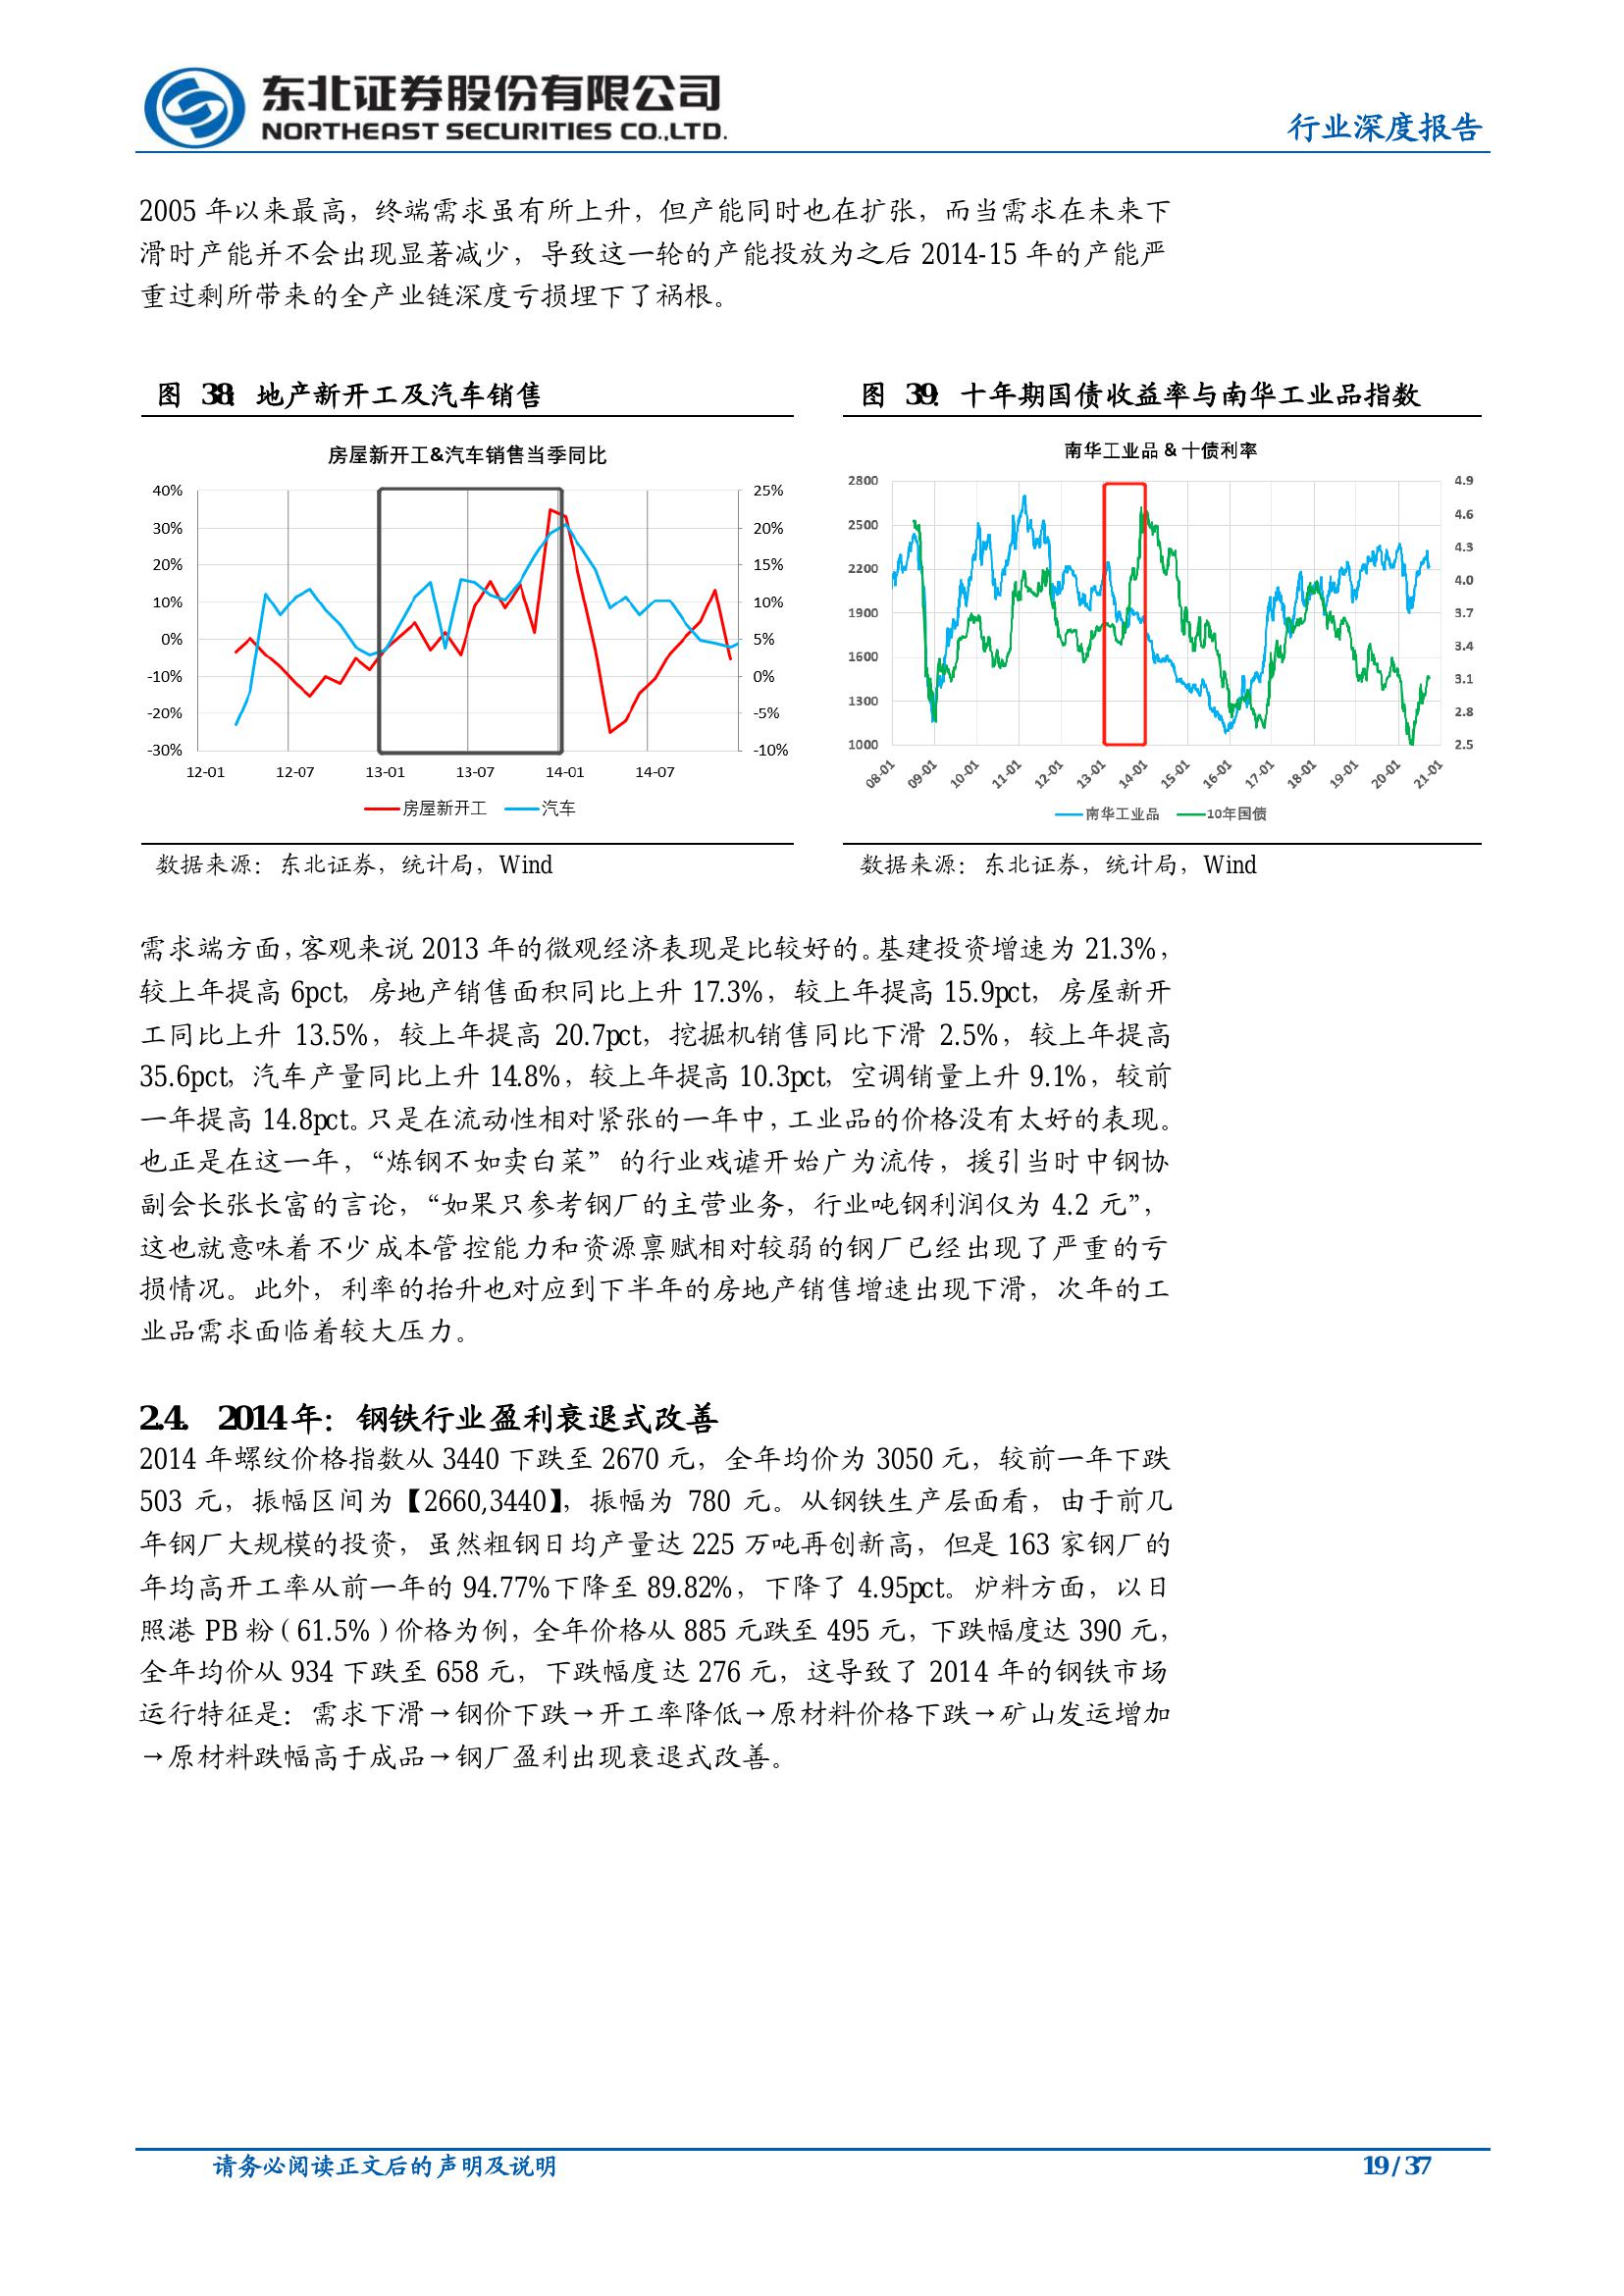 东北证券股份有限公司
NORTHEAST SECURITIES CO.,LTD.
行业深度报告
2005 年以来最高，终端需求虽有所上升，但产能同时也在扩张，而当需求在未来下
滑时产能并不会出现显著减少，导致这一轮的产能投放为之后 2014-15 年的产能严
重过剩所带来的全产业链深度亏损埋下了祸根。
图 38：地产新开工及汽车销售
房屋新开工&汽车销售当季同比
40%
30%
20%
10%
0%
-10%
-20%
-30%
25%
20%
15%
10%
5%
0%
-5%
-10%
12-01 12-07 13-01 13-07 14-01 14-07
房屋新开工 汽车
数据来源：东北证券，统计局，Wind
图 39：十年期国债收益率与南华工业品指数
南华工业品 & 十债利率
2800
2500
2200
1900
1600
1300
1000
4.9
4.6
4.3
4.0
3.7
3.4
3.1
2.8
2.5
08-01 09-01 10-01 11-01 12-01 13-01 14-01 15-01 16-01 17-01 18-01 19-01 20-01 21-01
南华工业品 10年国债
数据来源：东北证券，统计局，Wind
需求端方面，客观来说 2013 年的微观经济表现是比较好的。基建投资增速为 21.3%，
较上年提高 6pct，房地产销售面积同比上升 17.3%，较上年提高 15.9pct，房屋新开
工同比上升 13.5%，较上年提高 20.7pct，挖掘机销售同比下滑 2.5%，较上年提高
35.6pct，汽车产量同比上升 14.8%，较上年提高 10.3pct，空调销量上升 9.1%，较前
一年提高 14.8pct。只是在流动性相对紧张的一年中，工业品的价格没有太好的表现。
也正是在这一年，“炼钢不如卖白菜” 的行业戏谑开始广为流传，援引当时中钢协
副会长张长富的言论，“如果只参考钢厂的主营业务，行业吨钢利润仅为 4.2 元”，
这也就意味着不少成本管控能力和资源禀赋相对较弱的钢厂已经出现了严重的亏
损情况。此外，利率的抬升也对应到下半年的房地产销售增速出现下滑，次年的工
业品需求面临着较大压力。
2.4. 2014 年：钢铁行业盈利衰退式改善
2014 年螺纹价格指数从 3440 下跌至 2670 元，全年均价为 3050 元，较前一年下跌
503 元，振幅区间为【2660,3440】，振幅为 780 元。从钢铁生产层面看，由于前几
年钢厂大规模的投资，虽然粗钢日均产量达 225 万吨再创新高，但是 163 家钢厂的
年均高开工率从前一年的 94.77%下降至 89.82%，下降了 4.95pct。炉料方面，以日
照港 PB 粉（61.5%）价格为例，全年价格从 885 元跌至 495 元，下跌幅度达 390 元，
全年均价从 934 下跌至 658 元，下跌幅度达 276 元，这导致了 2014 年的钢铁市场
运行特征是：需求下滑→钢价下跌→开工率降低→原材料价格下跌→矿山发运增加
→原材料跌幅高于成品→钢厂盈利出现衰退式改善。
请务必阅读正文后的声明及说明
19 / 37